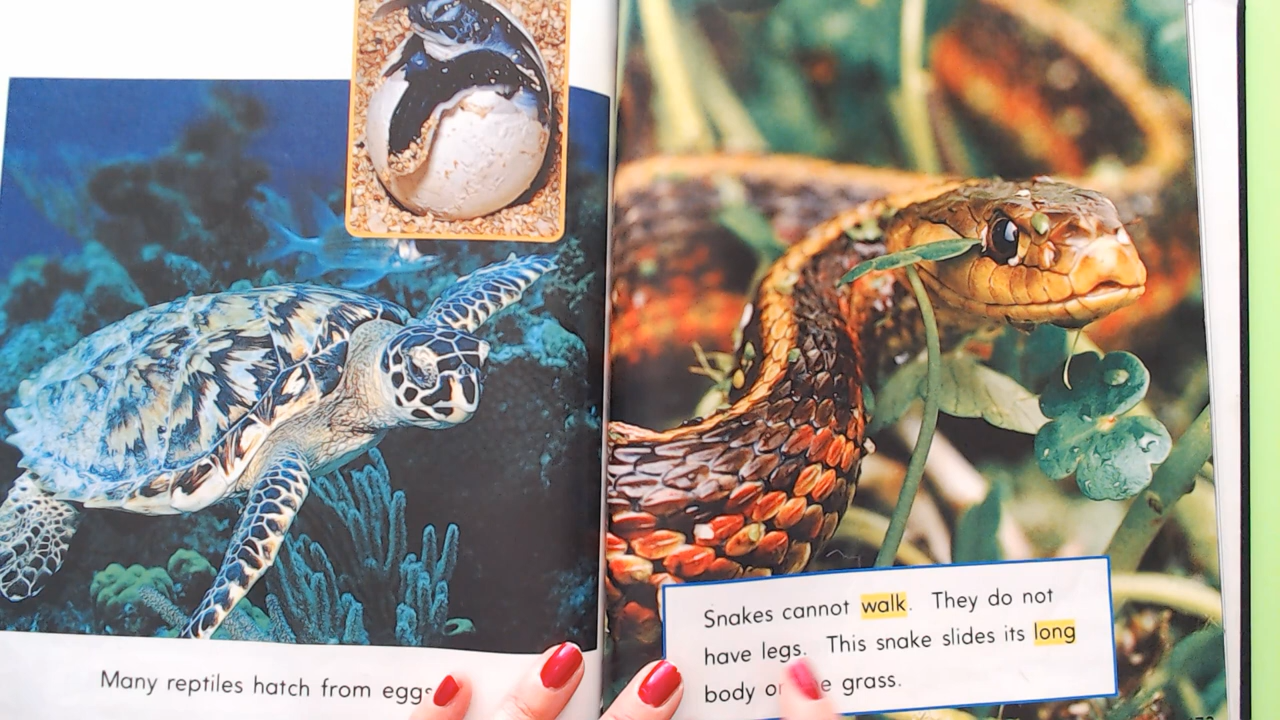 Many reptiles hatch from eggs
Snakes cannot walk. They do not
have legs. This snake slides its long
body grass.